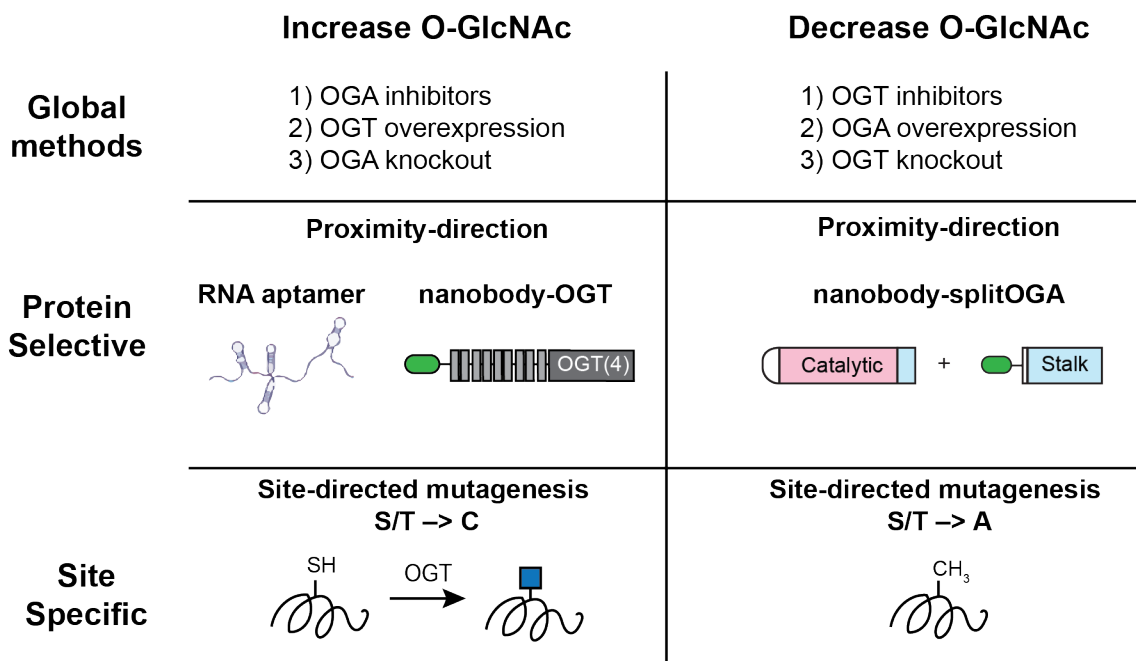 Increase O-GlcNAc
Decrease O-GlcNAc
Global
methods
1) OGA inhibitors
2) OGT overexpression
3) OGA knockout
1) OGT inhibitors
2) OGA overexpression
3) OGT knockout
Protein
Selective
Proximity-direction
RNA aptamer
nanobody-OGT
OGT(4)
Proximity-direction
nanobody-splitOGA
Catalytic
+
Stalk
Site
Specific
Site-directed mutagenesis
S/T –> C
SH
OGT
Site-directed mutagenesis
S/T –> A
CH₃